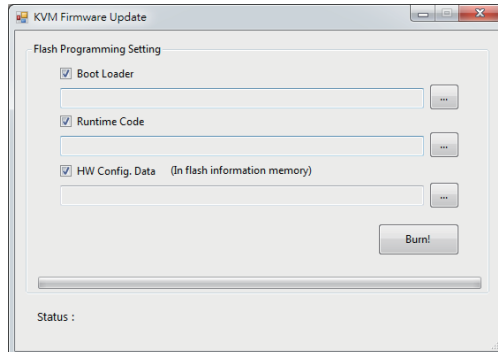 KVM Firmware Update
Flash Programming Setting
Boot Loader
...
Runtime Code
...
HW Config. Data (In flash information memory)
...
Burn!
Status :